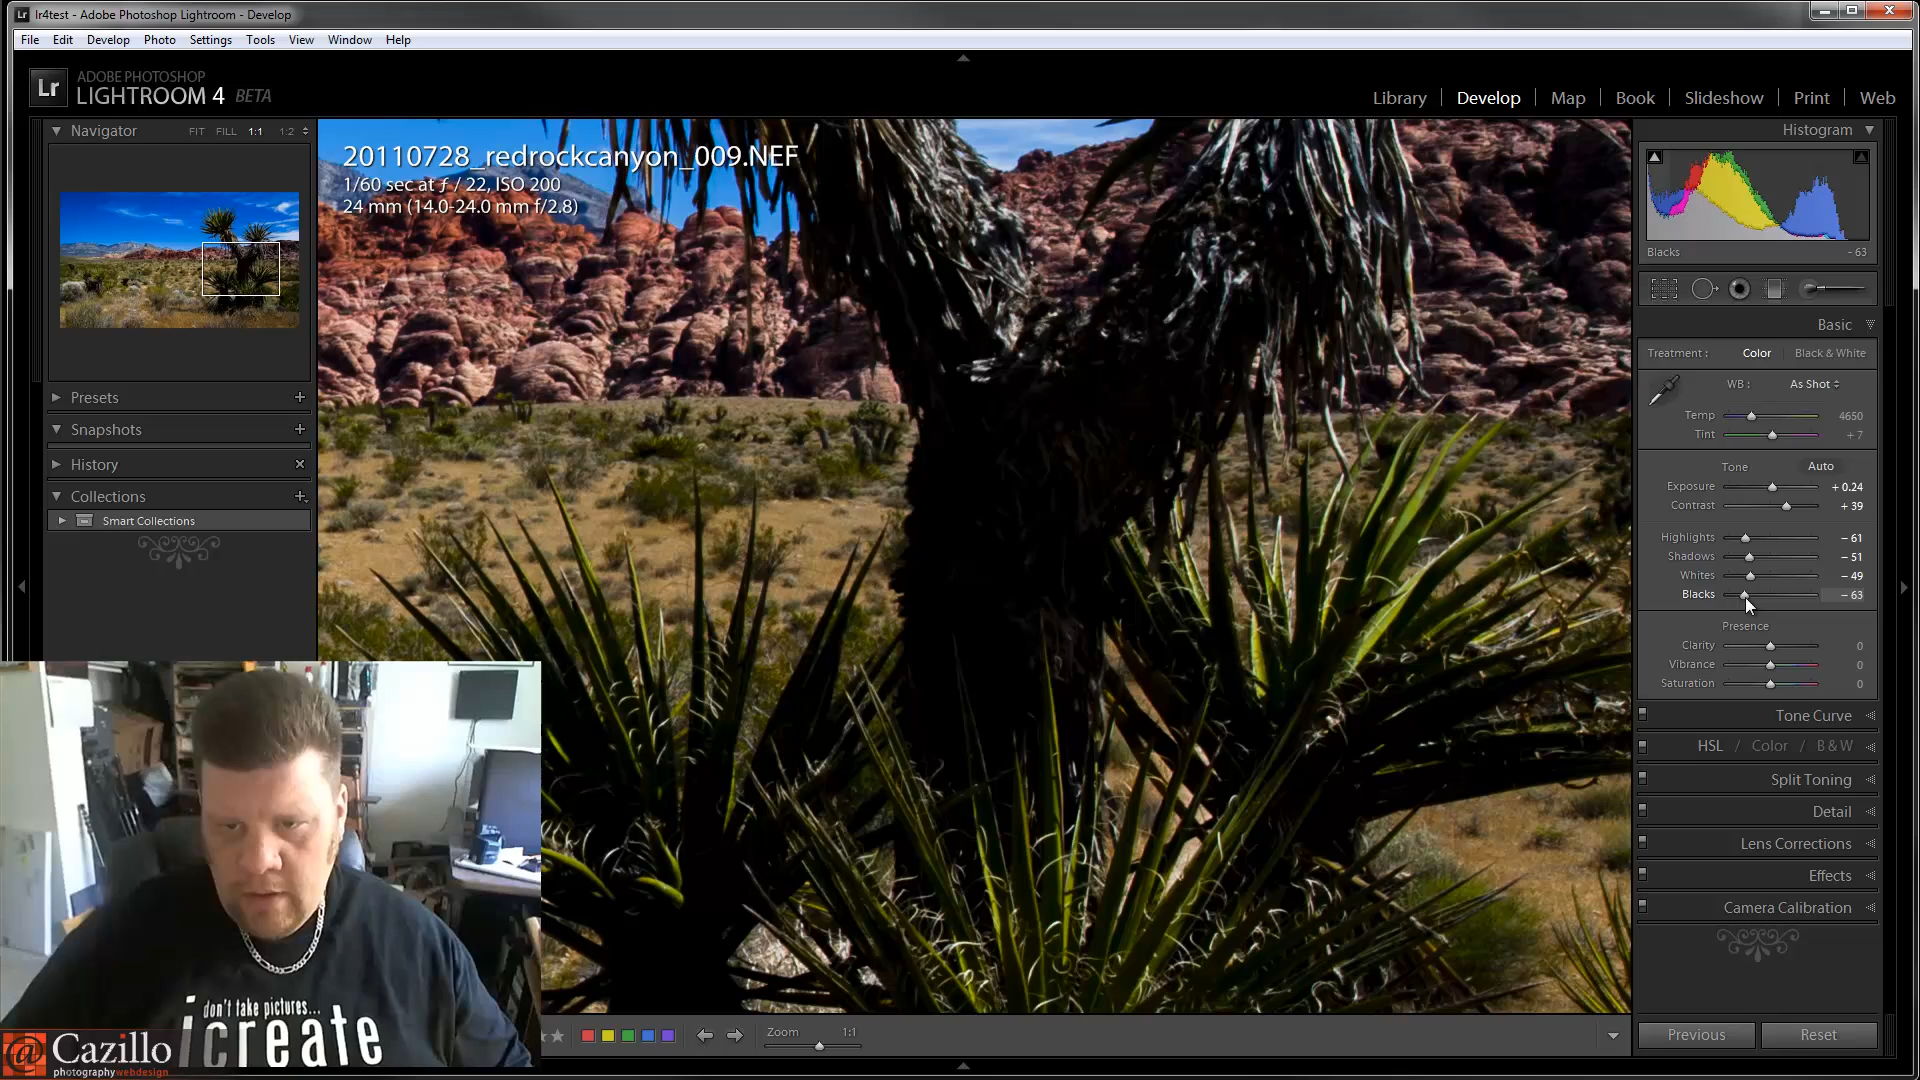 lr4test - Adobe Photoshop Lightroom - Develop
File Edit Develop Photo Settings Tools View Window Help
Lr ADOBE PHOTOSHOP
LIGHTROOM 4 BETA
Library Develop Map Book Slideshow Print Web
Navigator FIT FILL 1:1 1:2
Presets
Snapshots
History
Collections
Smart Collections
20110728_redrockcanyon_009.NEF
1/60 sec at ƒ / 22, ISO 200
24 mm (14.0-24.0 mm f/2.8)
Histogram
Blacks - 63
Basic
Treatment : Color Black & White
WB : As Shot
Temp 4650
Tint + 7
Tone Auto
Exposure + 0.24
Contrast + 39
Highlights - 61
Shadows - 51
Whites - 49
Blacks - 63
Presence
Clarity 0
Vibrance 0
Saturation 0
Tone Curve
HSL / Color / B & W
Split Toning
Detail
Lens Corrections
Effects
Camera Calibration
Previous Reset
Zoom 1:1
don't take pictures...
icreate
@ Cazillo
photographywebdesign